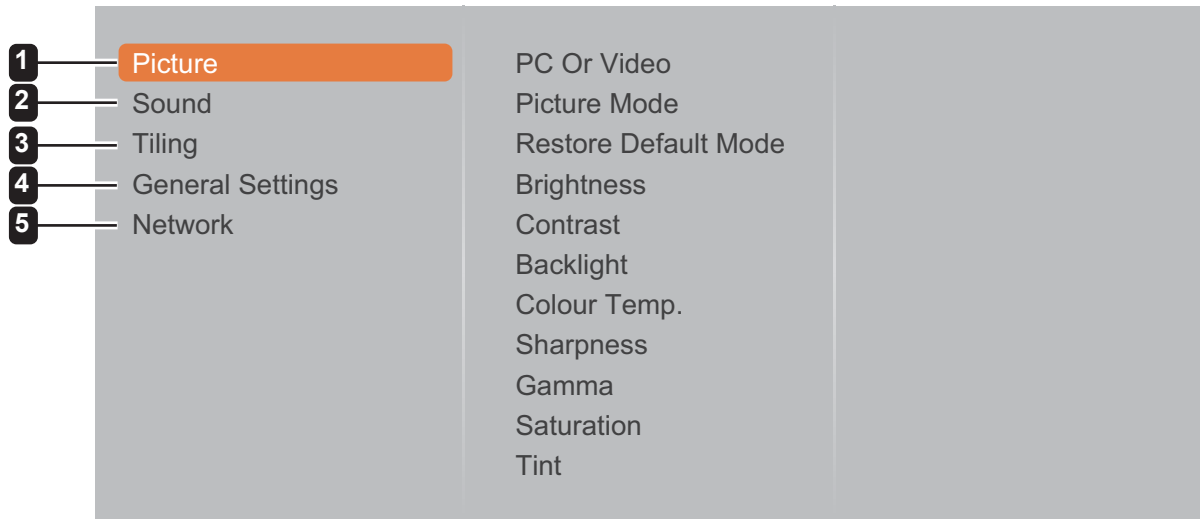 1 Picture
2 Sound
3 Tiling
4 General Settings
5 Network
PC Or Video
Picture Mode
Restore Default Mode
Brightness
Contrast
Backlight
Colour Temp.
Sharpness
Gamma
Saturation
Tint